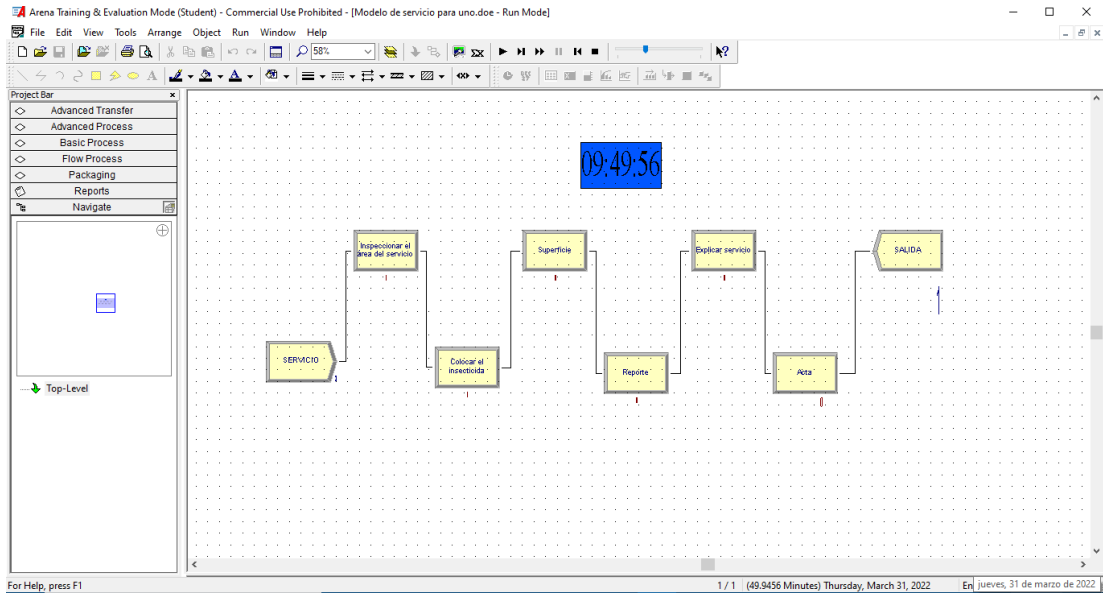 Arena Training & Evaluation Mode (Student) - Commercial Use Prohibited - [Modelo de servicio para uno.doe - Run Mode]
File Edit View Tools Arrange Object Run Window Help
58%
Project Bar
Advanced Transfer
Advanced Process
Basic Process
Flow Process
Packaging
Reports
Navigate
Top-Level
09:49:56
Inspeccionar el
área del servicio
Superficie
Explicar servicio
SALIDA
SERVICIO
Colocar el
insecticida
Reporte
Acta
0
For Help, press F1
1 / 1 (49.9456 Minutes) Thursday, March 31, 2022
En
jueves, 31 de marzo de 2022